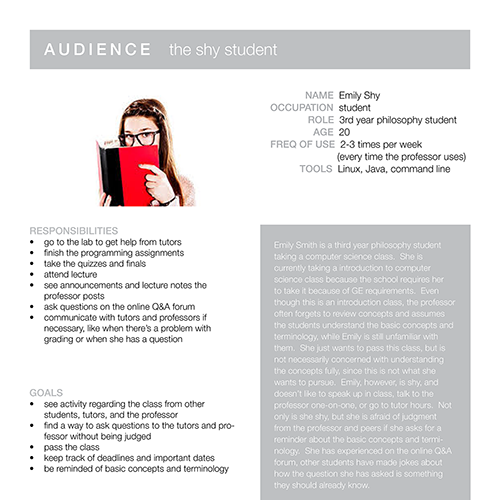 AUDIENCE the shy student
NAME Emily Shy
OCCUPATION student
ROLE 3rd year philosophy student
AGE 20
FREQ OF USE 2-3 times per week
(every time the professor uses)
TOOLS Linux, Java, command line
RESPONSIBILITIES
• go to the lab to get help from tutors
• finish the programming assignments
• take the quizzes and finals
• attend lecture
• see announcements and lecture notes the
professor posts
• ask questions on the online Q&A forum
• communicate with tutors and professors if
necessary, like when there's a problem with
grading or when she has a question
GOALS
• see activity regarding the class from other
students, tutors, and the professor
• find a way to ask questions to the tutors and pro-
fessor without being judged
• pass the class
• keep track of deadlines and important dates
• be reminded of basic concepts and terminology
Emily Smith is a third year philosophy student
taking a computer science class. She is
currently taking a introduction to computer
science class because the school requires her
to take it because of GE requirements. Even
though this is an introduction class, the professor
often forgets to review concepts and assumes
the students understand the basic concepts and
terminology, while Emily is still unfamiliar with
them. She just wants to pass this class, but is
not necessarily concerned with understanding
the concepts fully, since this is not what she
wants to pursue. Emily, however, is shy, and
doesn't like to speak up in class, talk to the
professor one-on-one, or go to tutor hours. Not
only is she shy, but she is afraid of judgment
from the professor and peers if she asks for a
reminder about the basic concepts and termi-
nology. She has experienced on the online Q&A
forum, other students have made jokes about
how the question she has asked is something
they should already know.